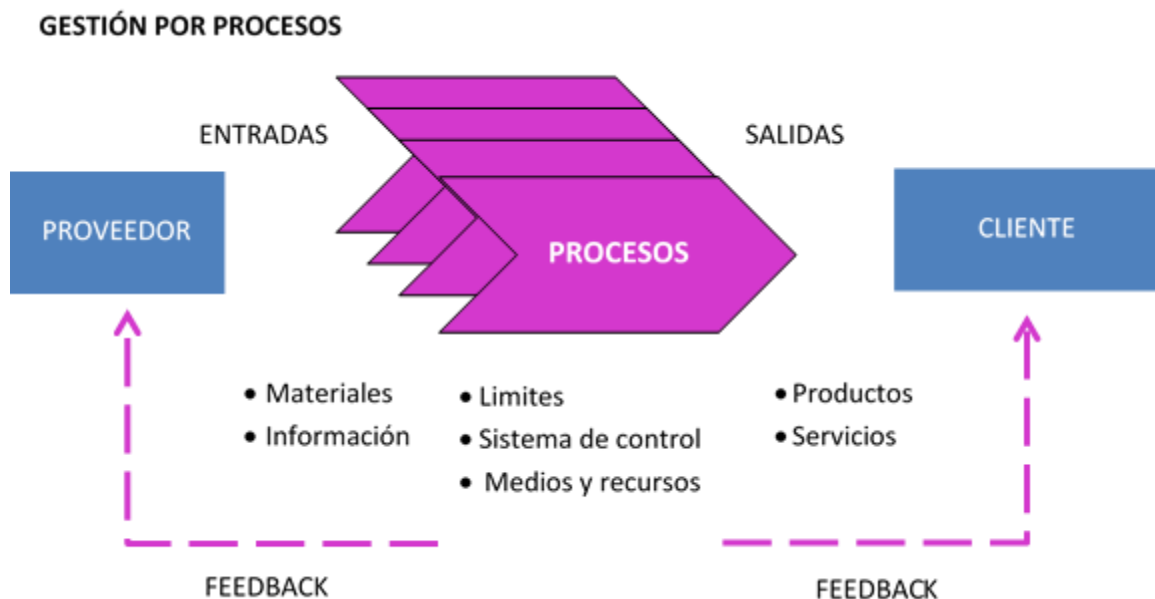 GESTIÓN POR PROCESOS
ENTRADAS
SALIDAS
PROVEEDOR
PROCESOS
CLIENTE
• Materiales
• Información
• Limites
• Sistema de control
• Medios y recursos
• Productos
• Servicios
FEEDBACK
FEEDBACK